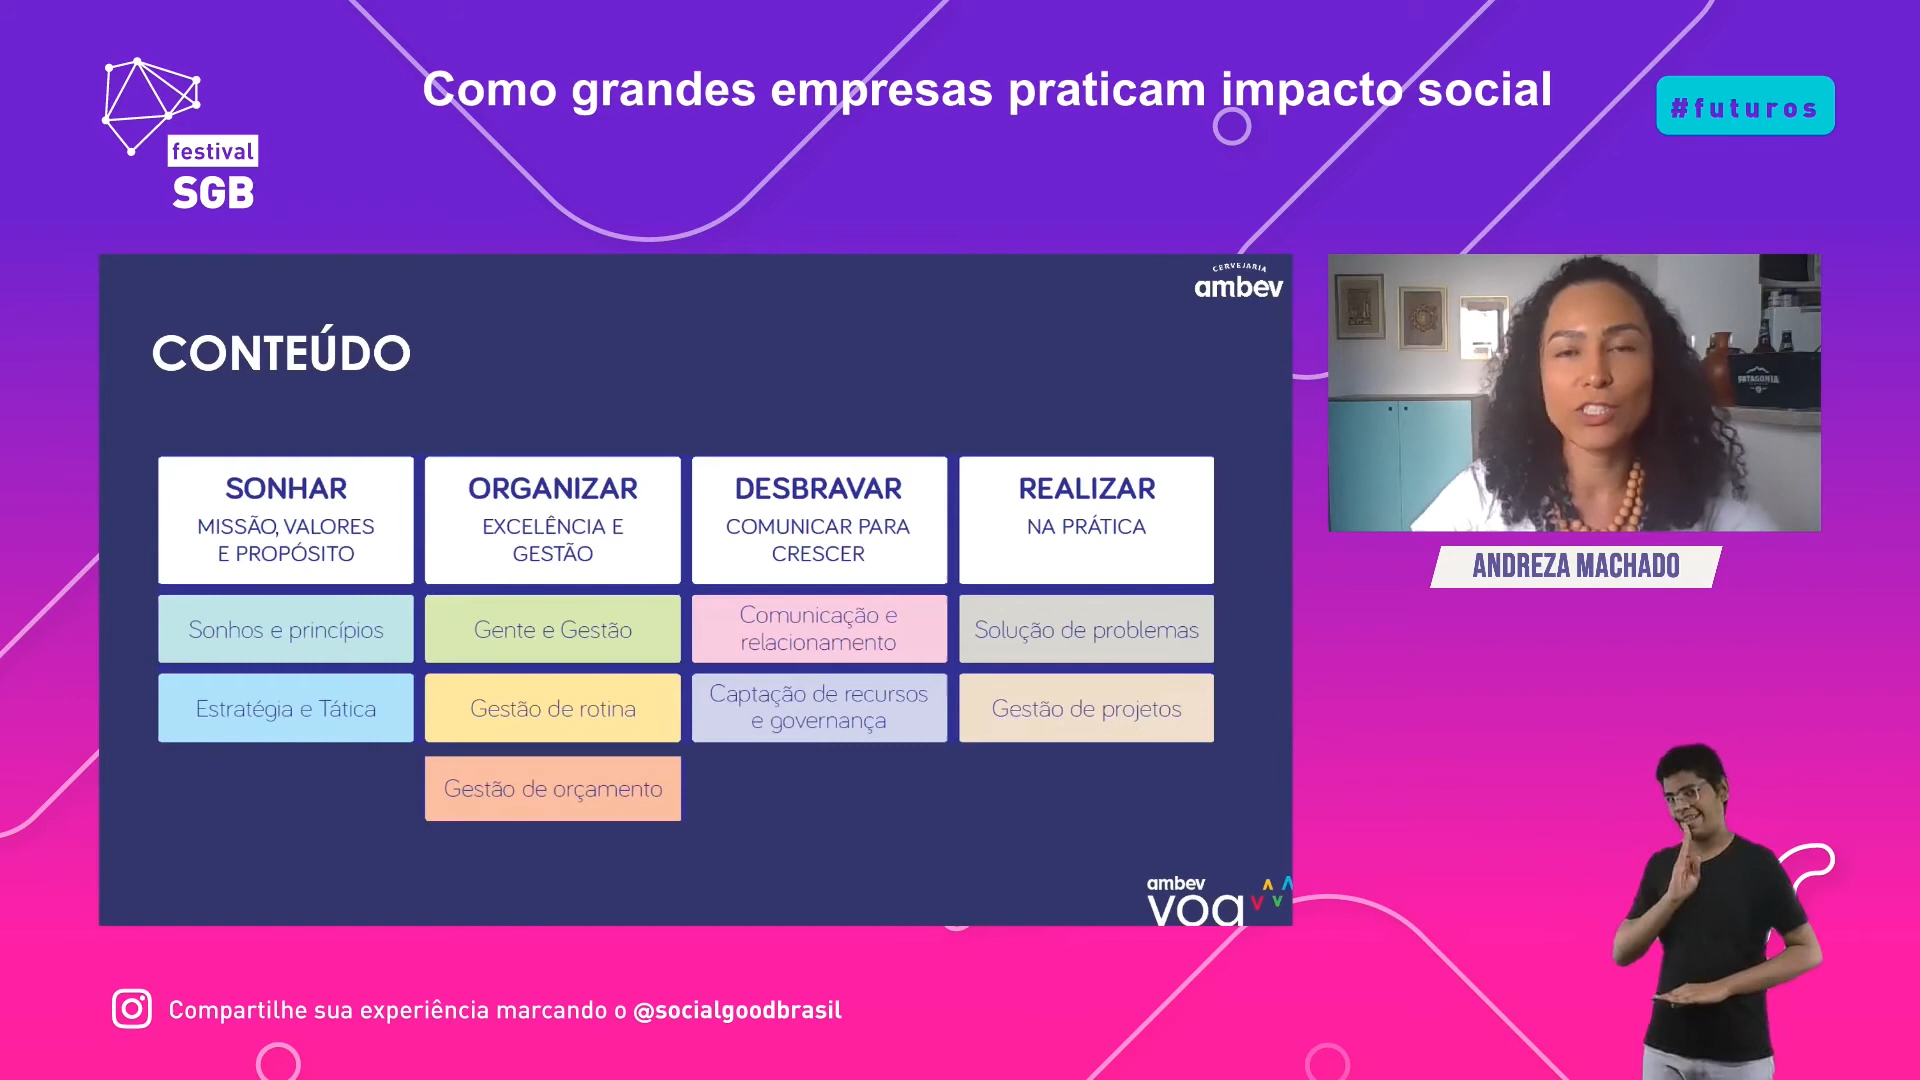 Como grandes empresas praticam impacto social
#futuros
festival
SGB
CERVEJARIA
ambev
CONTEÚDO
SONHAR
MISSÃO, VALORES
E PROPÓSITO
Sonhos e princípios
Estratégia e Tática
ORGANIZAR
EXCELÊNCIA E
GESTÃO
Gente e Gestão
Gestão de rotina
Gestão de orçamento
DESBRAVAR
COMUNICAR PARA
CRESCER
Comunicação e
relacionamento
Captação de recursos
e governança
REALIZAR
NA PRÁTICA
Solução de problemas
Gestão de projetos
ambev
voa
PATAGONIA
ANDREZA MACHADO
Compartilhe sua experiência marcando o @socialgoodbrasil